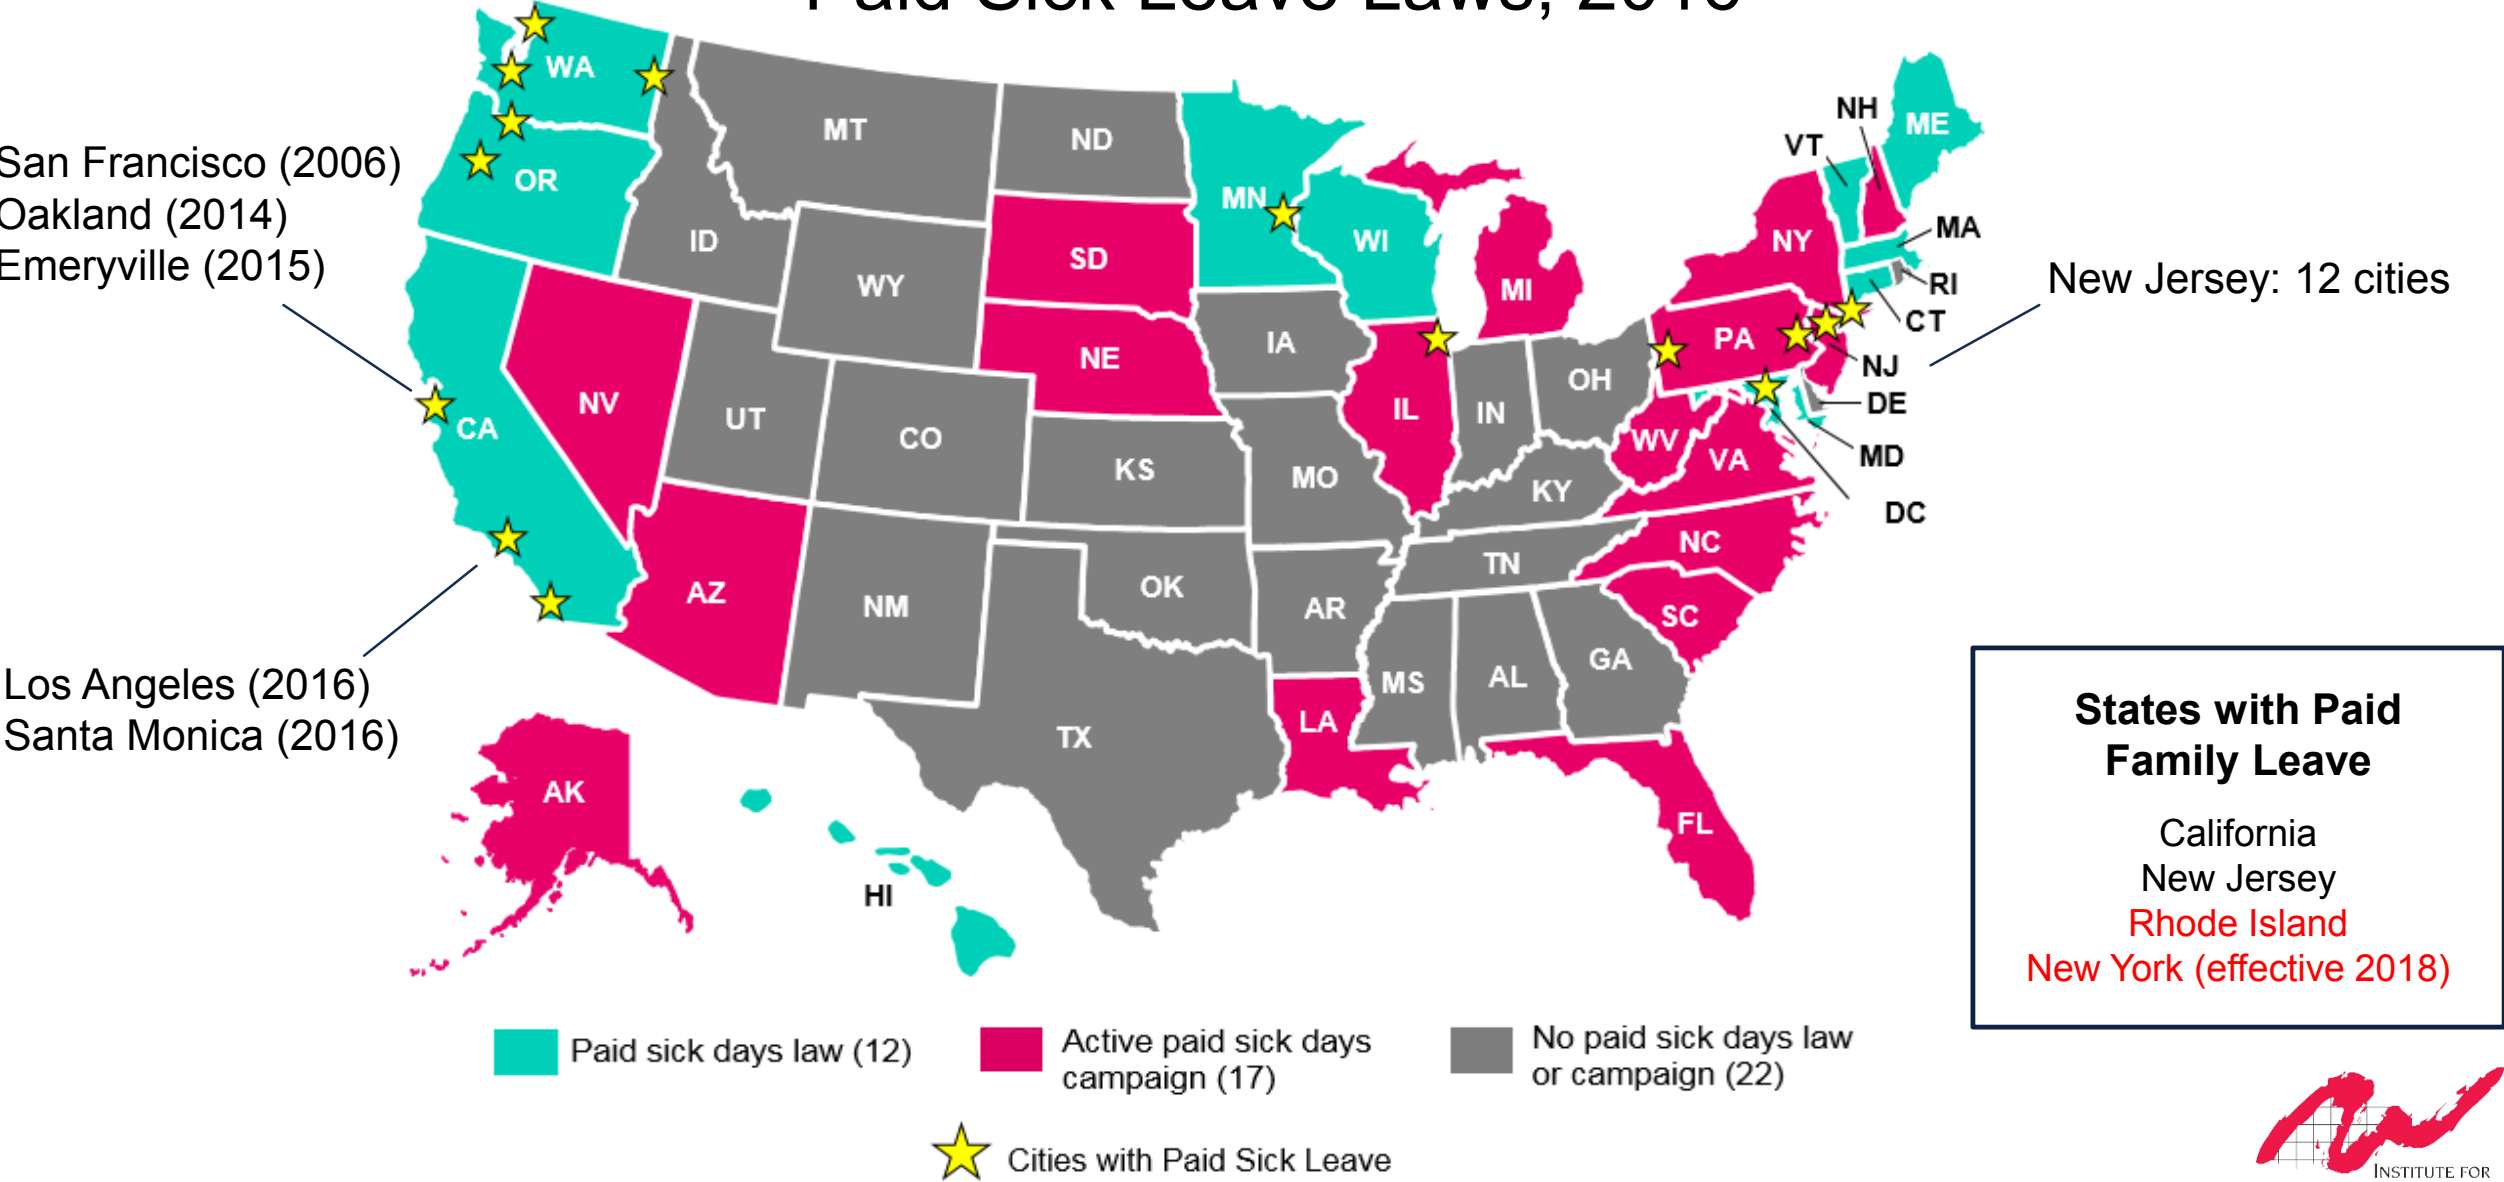 Paid Sick Leave Laws, 2016
WA
MT
ND
MN
NH
ME
VT
San Francisco (2006)
Oakland (2014)
Emeryville (2015)
OR
ID
WY
SD
WI
MI
NY
MA
RI
CT
New Jersey: 12 cities
NV
UT
CO
NE
IA
IL
IN
OH
PA
NJ
DE
MD
DC
CA
KS
MO
KY
WV
VA
AZ
NM
OK
AR
TN
NC
SC
Los Angeles (2016)
Santa Monica (2016)
TX
LA
MS
AL
GA
FL
AK
HI
States with Paid
Family Leave
California
New Jersey
Rhode Island
New York (effective 2018)
Paid sick days law (12)
Active paid sick days
campaign (17)
No paid sick days law
or campaign (22)
Cities with Paid Sick Leave
INSTITUTE FOR